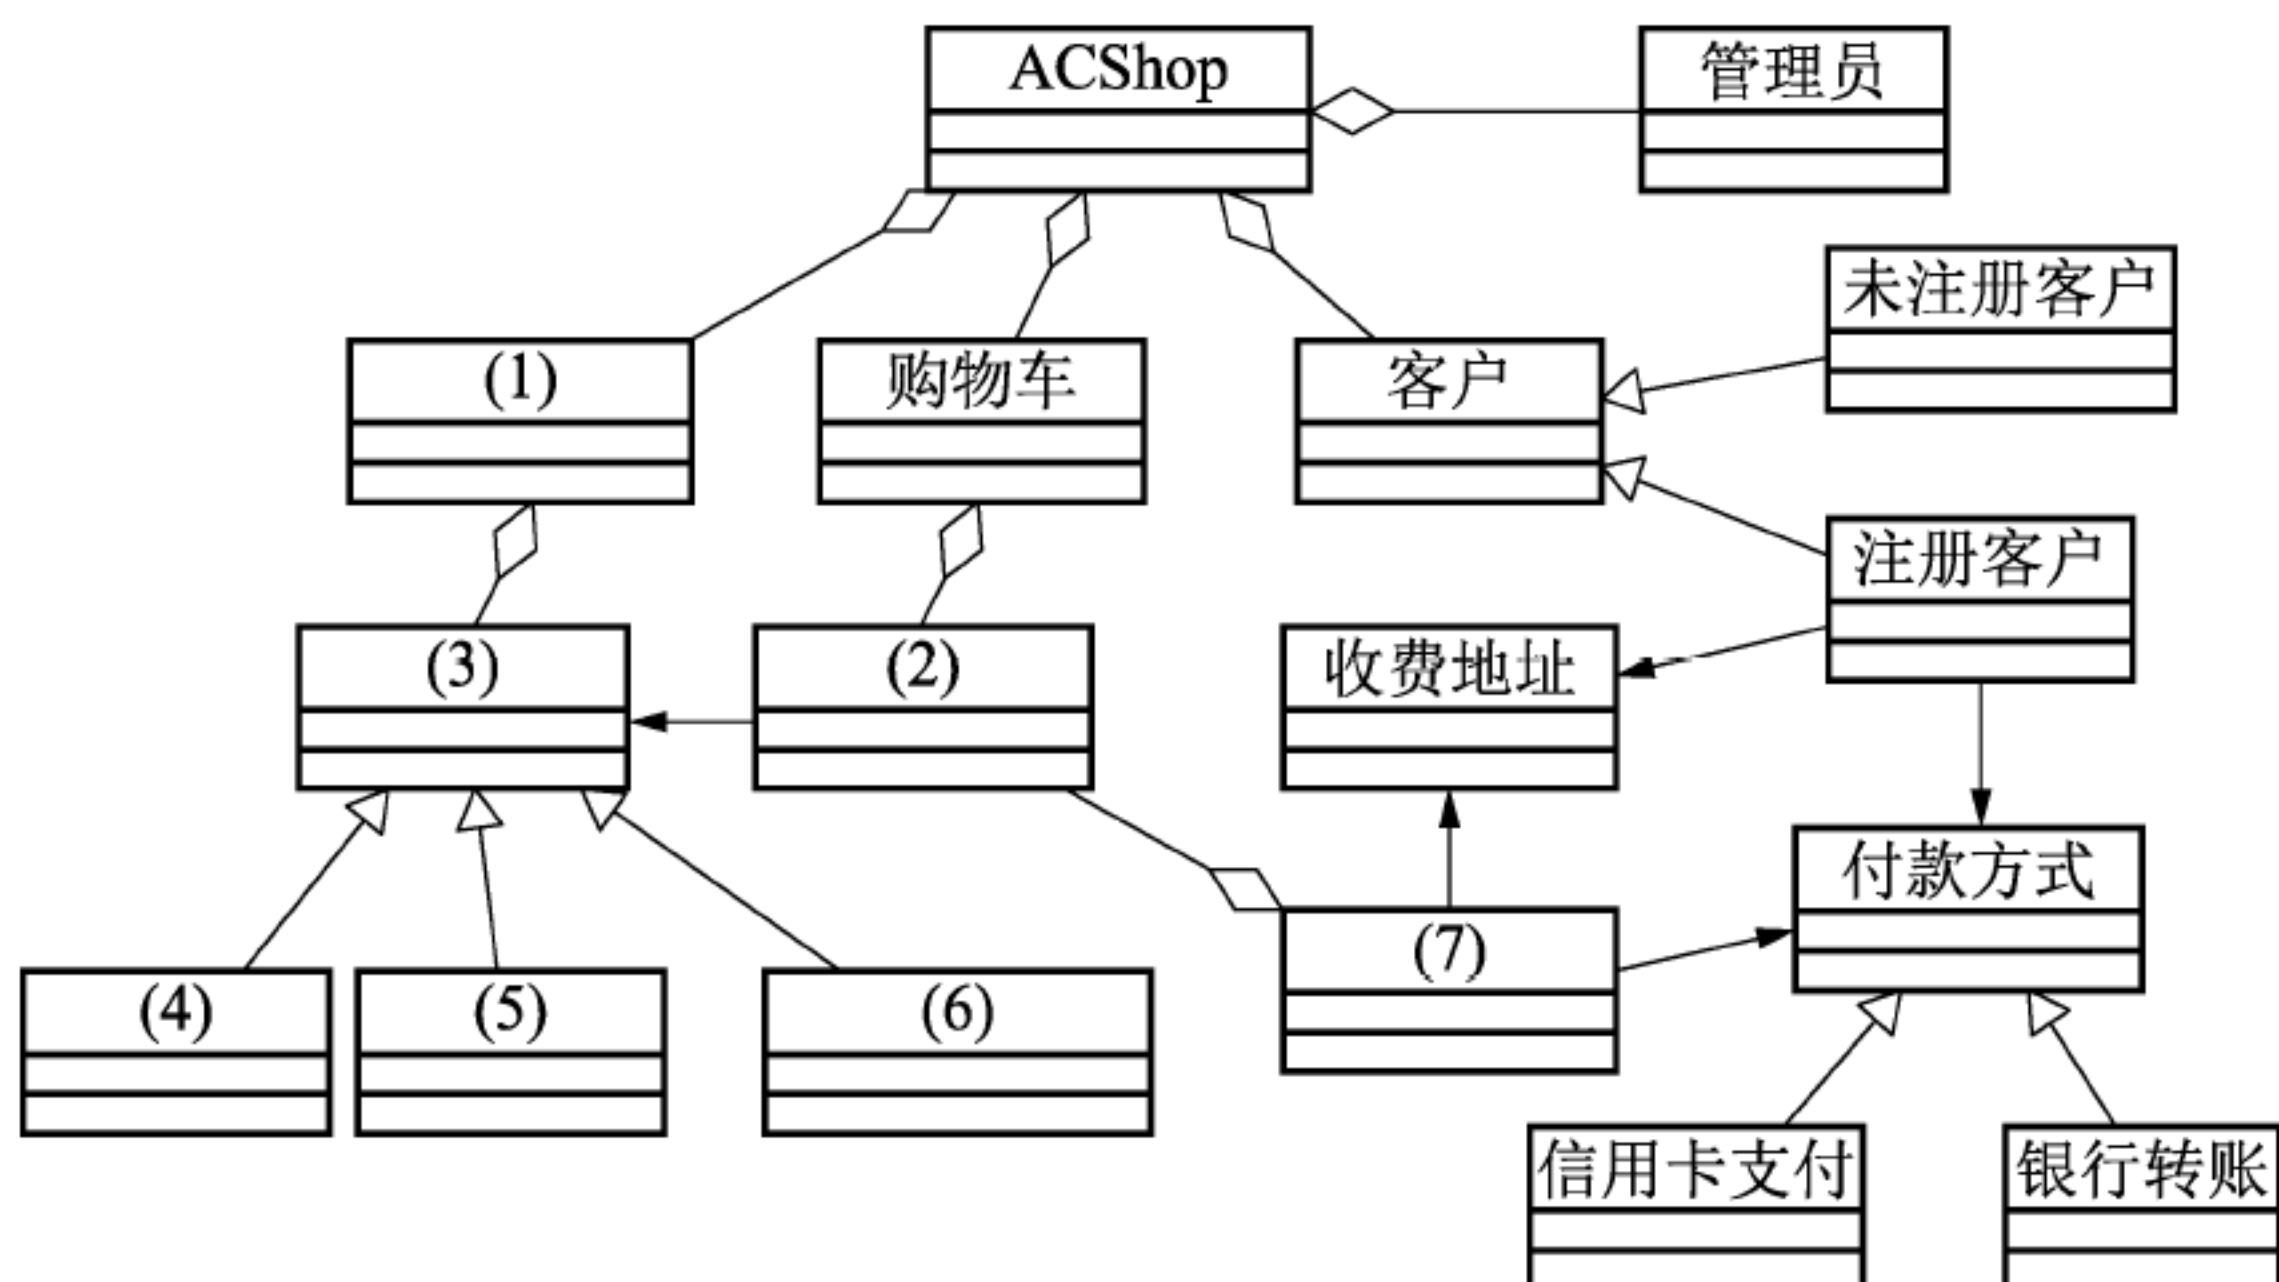 ACShop
管理员
未注册客户
(1)
购物车
客户
注册客户
(3)
(2)
收费地址
付款方式
(4)
(5)
(6)
(7)
信用卡支付
银行转账